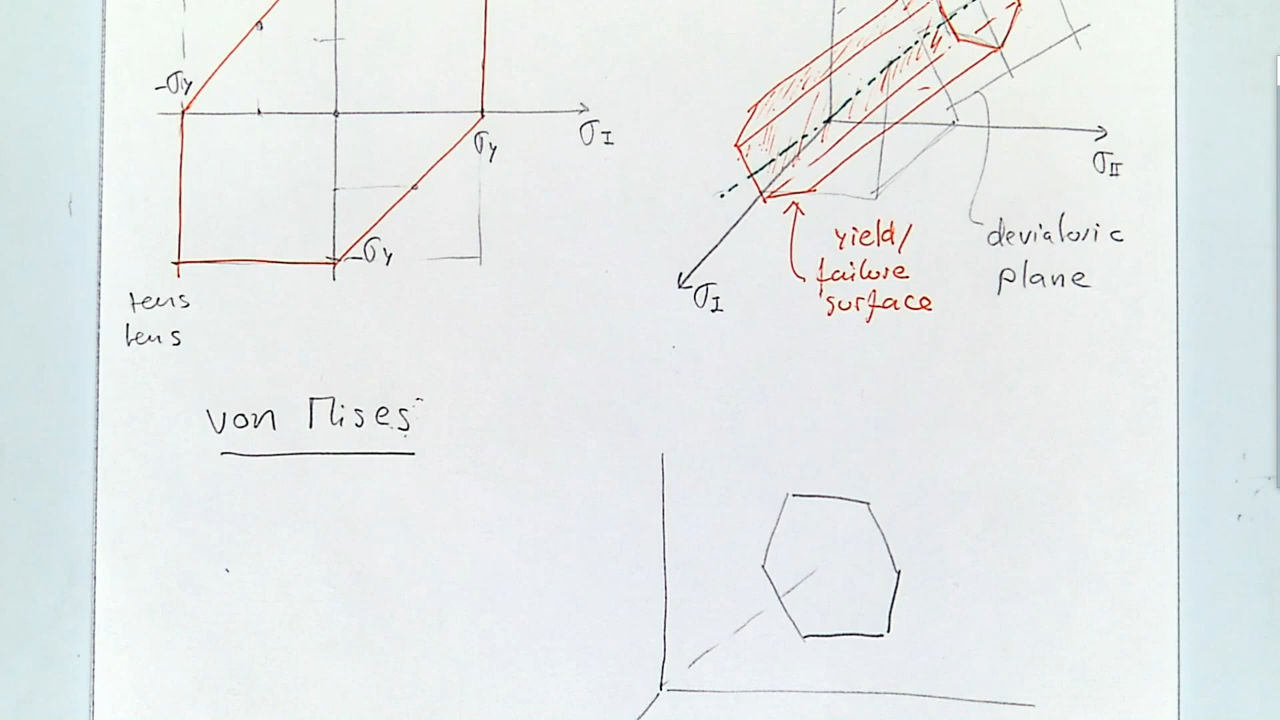 -σy
σI
σy
-σy
tens
tens
σII
σI
yield/
failure
surface
deviatoric
plane
von Mises